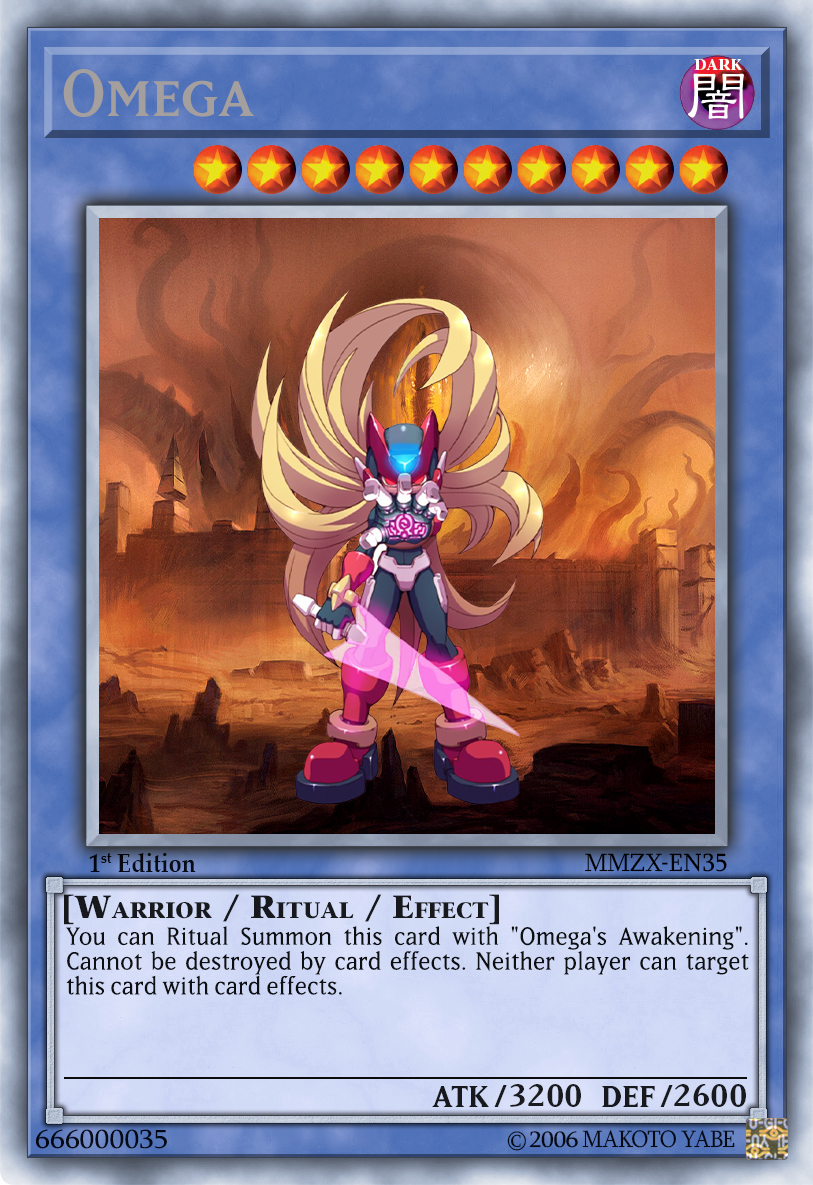 Omega
DARK
闇
1st Edition
MMZX-EN35
[Warrior / Ritual / Effect]
You can Ritual Summon this card with "Omega's Awakening".
Cannot be destroyed by card effects. Neither player can target
this card with card effects.
ATK/3200 DEF/2600
666000035
©2006 MAKOTO YABE